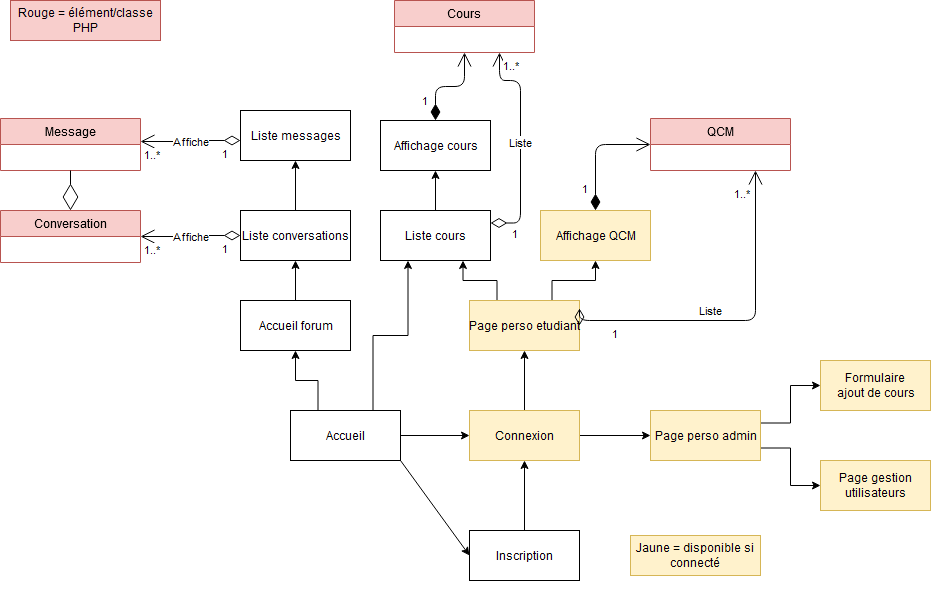 Rouge = élément/classe
PHP
Cours
1..*
1
Message
Affiche
1..*
1
Liste messages
Affichage cours
Liste
QCM
1..*
1
Conversation
Affiche
1..*
1
Liste conversations
Liste cours
1
Affichage QCM
Accueil forum
Page perso etudiant
Liste
1
Formulaire
ajout de cours
Accueil
Connexion
Page perso admin
Page gestion
utilisateurs
Inscription
Jaune = disponible si
connecté